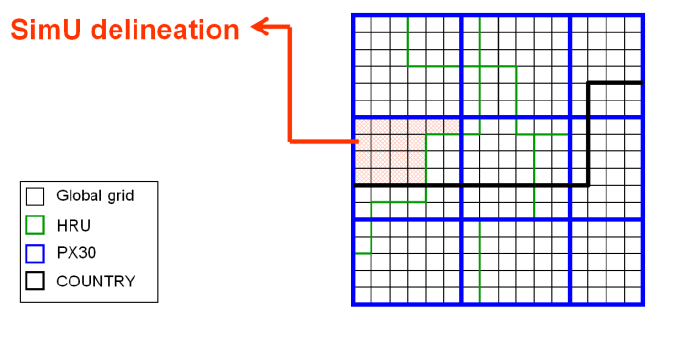 SimU delineation
Global grid
HRU
PX30
COUNTRY